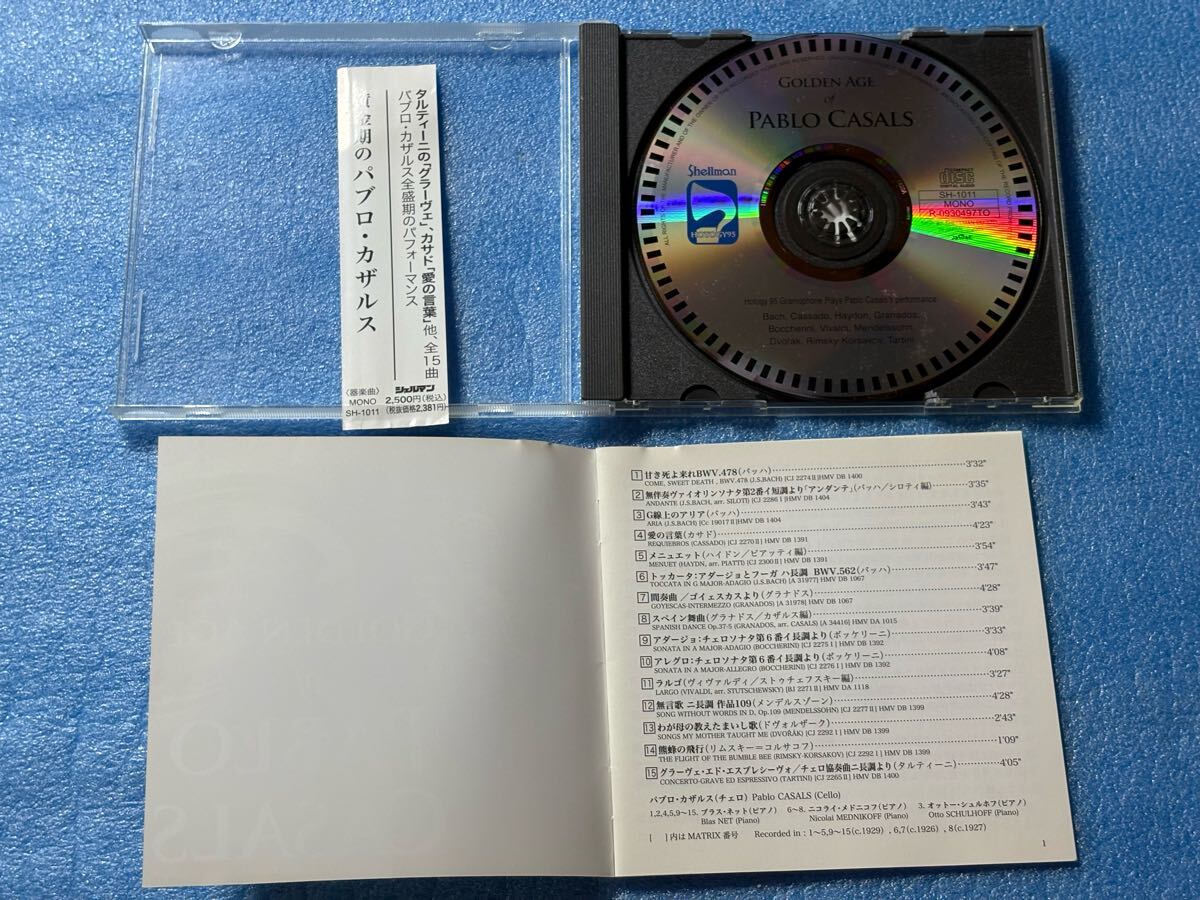 タルティーニの「グラーヴェ」、カサド「愛の言葉」他、全15曲
パブロ・カザルス全盛期のパフォーマンス
黄金期のパブロ・カザルス
〈器楽曲〉
MONO
SH-1011
シェルマン
2,500円(税込)
(税抜価格2,381円)
GOLDEN AGE
of
PABLO CASALS
Shellman
HOTOGY95
COMPACT
disc
DIGITAL AUDIO
SH-1011
MONO
R-0930497TO
Hotogy 95 Gramophone Plays Pablo Casals's performance
Bach, Cassado, Haydon, Granados,
Boccherini, Vivaldi, Mendelssohn,
Dvořák, Rimsky-Korsakov, Tartini
1 甘き死よ来れBWV.478(バッハ)……3'32"
COME, SWEET DEATH , BWV.478 (J.S.BACH) [CJ 2274Ⅱ] HMV DB 1400
2 無伴奏ヴァイオリンソナタ第2番イ短調より「アンダンテ」(バッハ/シロティ編)……3'35"
ANDANTE (J.S.BACH, arr. SILOTI) [CJ 2286Ⅰ] HMV DB 1404
3 G線上のアリア(バッハ)……3'43"
ARIA (J.S.BACH) [Cc 19017Ⅱ]HMV DB 1404
4 愛の言葉(カサド)……4'23"
REQUIEBROS (CASSADO) [CJ 2270Ⅱ] HMV DB 1391
5 メニュエット(ハイドン/ピアッティ編)……3'54"
MENUET (HAYDN, arr. PIATTI) [CJ 2300Ⅱ] HMV DB 1391
6 トッカータ:アダージョとフーガ ハ長調 BWV.562(バッハ)……3'47"
TOCCATA IN G MAJOR-ADAGIO (J.S.BACH) [A 31977] HMV DB 1067
7 間奏曲/ゴイェスカスより(グラナドス)……4'28"
GOYESCAS-INTERMEZZO (GRANADOS) [A 31978] HMV DB 1067
8 スペイン舞曲(グラナドス/カザルス編)……3'39"
SPANISH DANCE Op.37-5 (GRANADOS, arr. CASALS) [A 34416] HMV DA 1015
9 アダージョ:チェロソナタ第6番イ長調より(ボッケリーニ)……3'33"
SONATA IN A MAJOR-ADAGIO (BOCCHERINI) [CJ 2275Ⅰ] HMV DB 1392
10 アレグロ:チェロソナタ第6番イ長調より(ボッケリーニ)……4'08"
SONATA IN A MAJOR-ALLEGRO (BOCCHERINI) [CJ 2276Ⅰ] HMV DB 1392
11 ラルゴ(ヴィヴァルディ/ストゥチェフスキー編)……3'27"
LARGO (VIVALDI, arr. STUTSCHEWSKY) [BJ 2271Ⅱ] HMV DA 1118
12 無言歌 ニ長調 作品109(メンデルスゾーン)……4'28"
SONG WITHOUT WORDS IN D, Op.109 (MENDELSSOHN) [CJ 2277Ⅱ] HMV DB 1399
13 わが母の教えたまいし歌(ドヴォルザーク)……2'43"
SONGS MY MOTHER TAUGHT ME (DVOŘÁK) [CJ 2292Ⅰ] HMV DB 1399
14 熊蜂の飛行(リムスキー=コルサコフ)……1'09"
THE FLIGHT OF THE BUMBLE BEE (RIMSKY-KORSAKOV) [CJ 2292Ⅰ] HMV DB 1399
15 グラーヴェ・エド・エスプレシーヴォ/チェロ協奏曲ニ長調より(タルティーニ)……4'05"
CONCERTO-GRAVE ED ESPRESSIVO (TARTINI) [CJ 2265Ⅱ] HMV DB 1400
パブロ・カザルス(チェロ) Pablo CASALS (Cello)
1,2,4,5,9~15. ブラス・ネット(ピアノ) 6~8. ニコライ・メドニコフ(ピアノ) 3. オットー・シュルホフ(ピアノ)
Blas NET (Piano) Nicolai MEDNIKOFF (Piano) Otto SCHULHOFF (Piano)
[ ]内はMATRIX 番号 Recorded in : 1~5,9~15(c.1929) , 6,7(c.1926) , 8(c.1927)
1